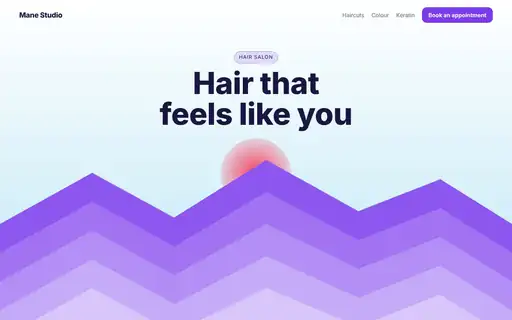 Mane Studio
Haircuts
Colour
Keratin
Book an appointment
HAIR SALON
Hair that
feels like you